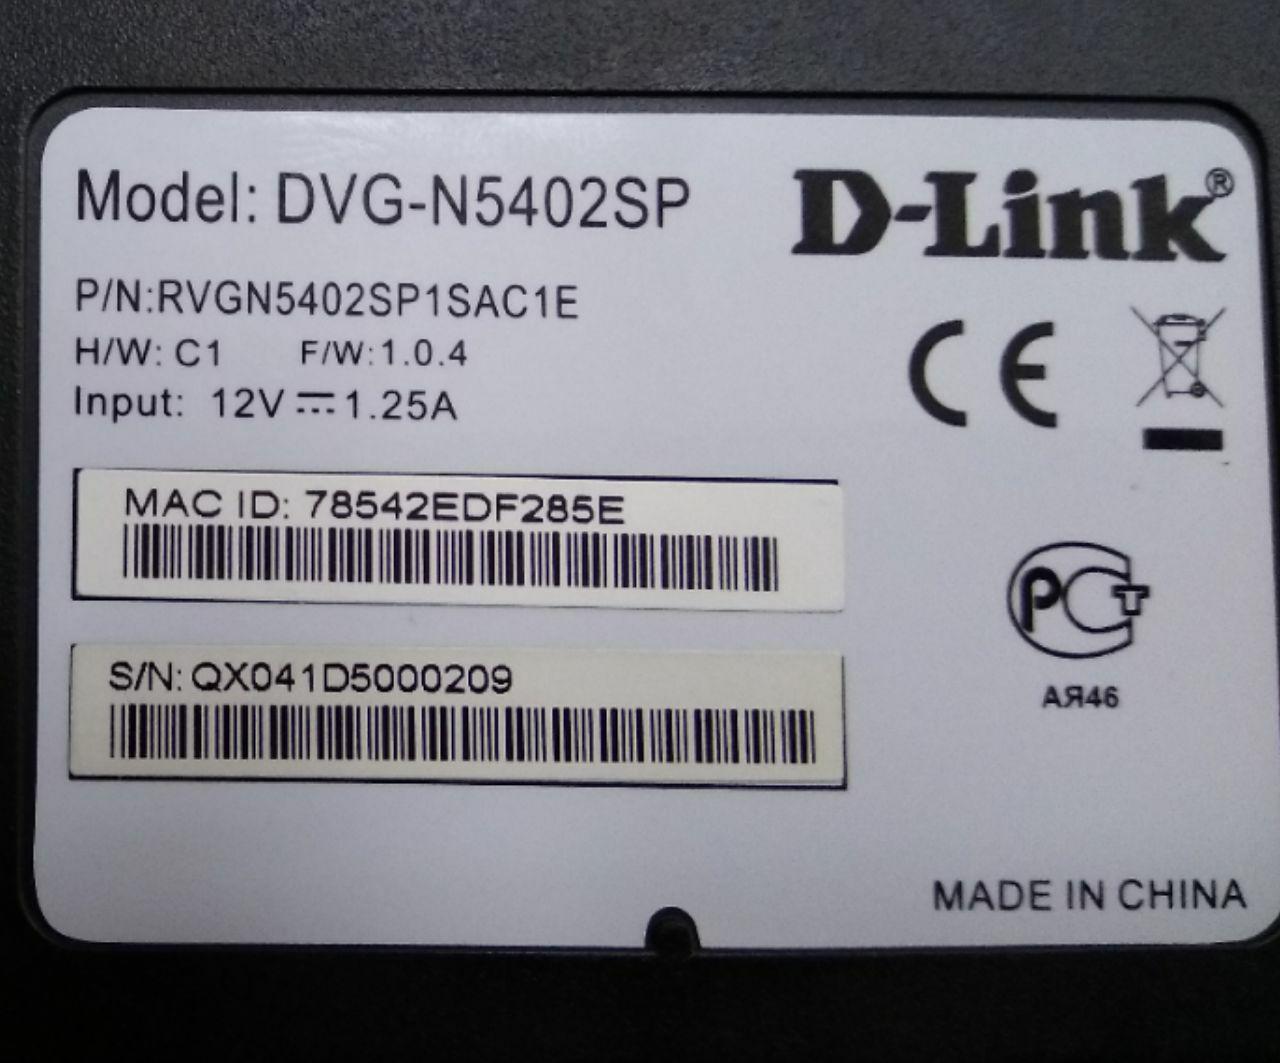 Model: DVG-N5402SP
D-Link®
P/N:RVGN5402SP1SAC1E
H/W: C1 F/W:1.0.4
Input: 12V⎓1.25A
CE
MAC ID: 78542EDF285E
S/N: QX041D5000209
РСТ
АЯ46
MADE IN CHINA